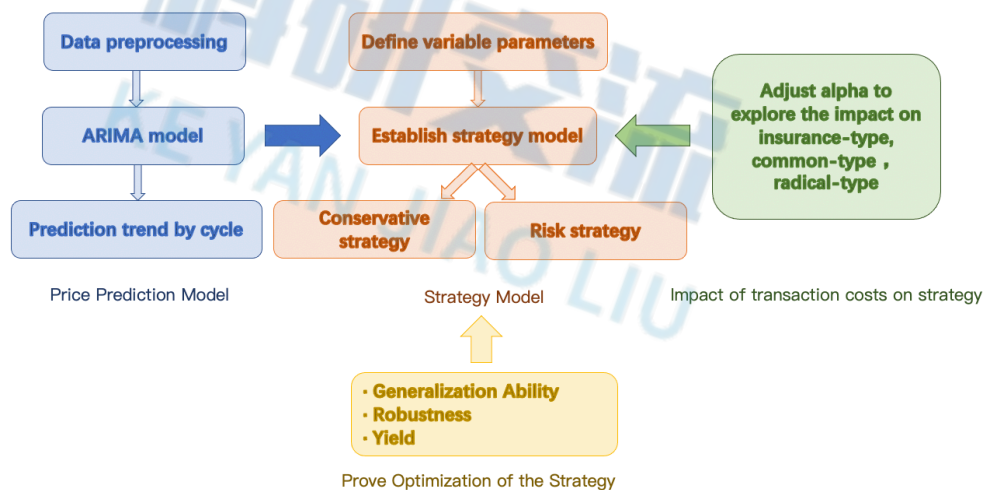 Data preprocessing
ARIMA model
Prediction trend by cycle
Price Prediction Model
Define variable parameters
Establish strategy model
Conservative
strategy
Risk strategy
Strategy Model
Adjust alpha to
explore the impact on
insurance-type,
common-type ，
radical-type
Impact of transaction costs on strategy
· Generalization Ability
· Robustness
· Yield
Prove Optimization of the Strategy
KE YAN JIAO LIU